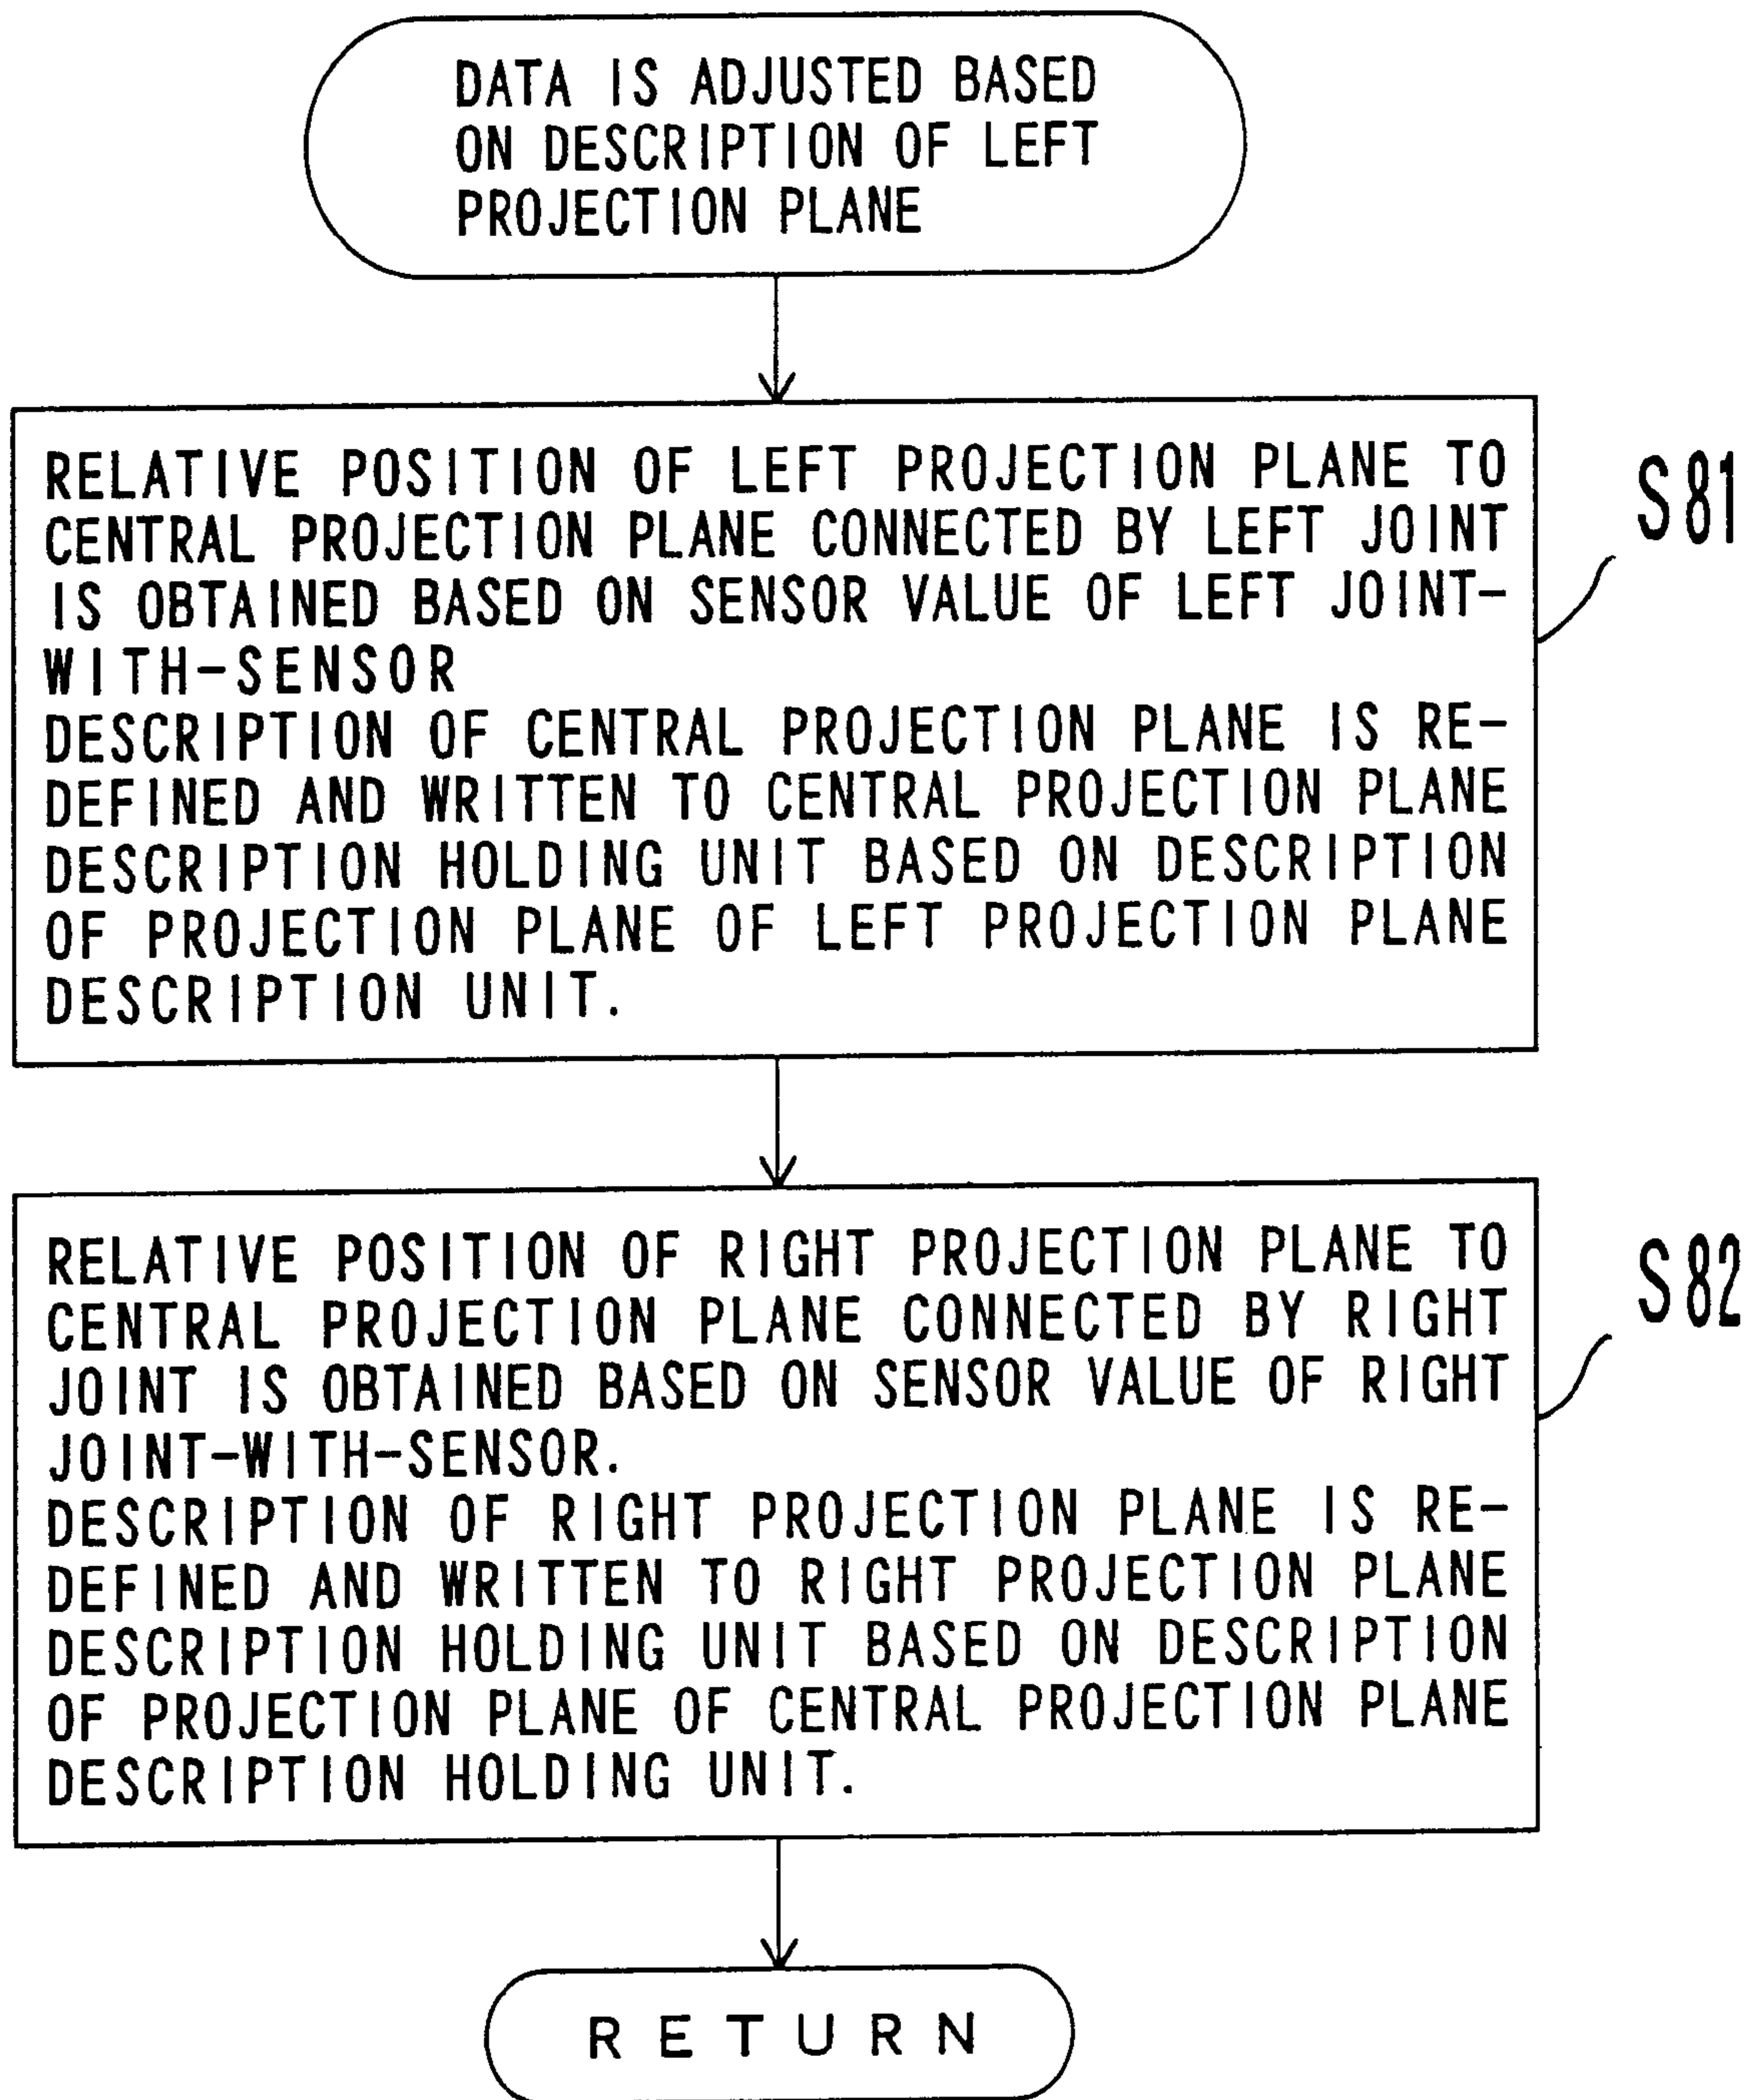 DATA IS ADJUSTED BASED
ON DESCRIPTION OF LEFT
PROJECTION PLANE
RELATIVE POSITION OF LEFT PROJECTION PLANE TO
CENTRAL PROJECTION PLANE CONNECTED BY LEFT JOINT
IS OBTAINED BASED ON SENSOR VALUE OF LEFT JOINT-
WITH-SENSOR
DESCRIPTION OF CENTRAL PROJECTION PLANE IS RE-
DEFINED AND WRITTEN TO CENTRAL PROJECTION PLANE
DESCRIPTION HOLDING UNIT BASED ON DESCRIPTION
OF PROJECTION PLANE OF LEFT PROJECTION PLANE
DESCRIPTION UNIT.
S81
RELATIVE POSITION OF RIGHT PROJECTION PLANE TO
CENTRAL PROJECTION PLANE CONNECTED BY RIGHT
JOINT IS OBTAINED BASED ON SENSOR VALUE OF RIGHT
JOINT-WITH-SENSOR.
DESCRIPTION OF RIGHT PROJECTION PLANE IS RE-
DEFINED AND WRITTEN TO RIGHT PROJECTION PLANE
DESCRIPTION HOLDING UNIT BASED ON DESCRIPTION
OF PROJECTION PLANE OF CENTRAL PROJECTION PLANE
DESCRIPTION HOLDING UNIT.
S82
RETURN